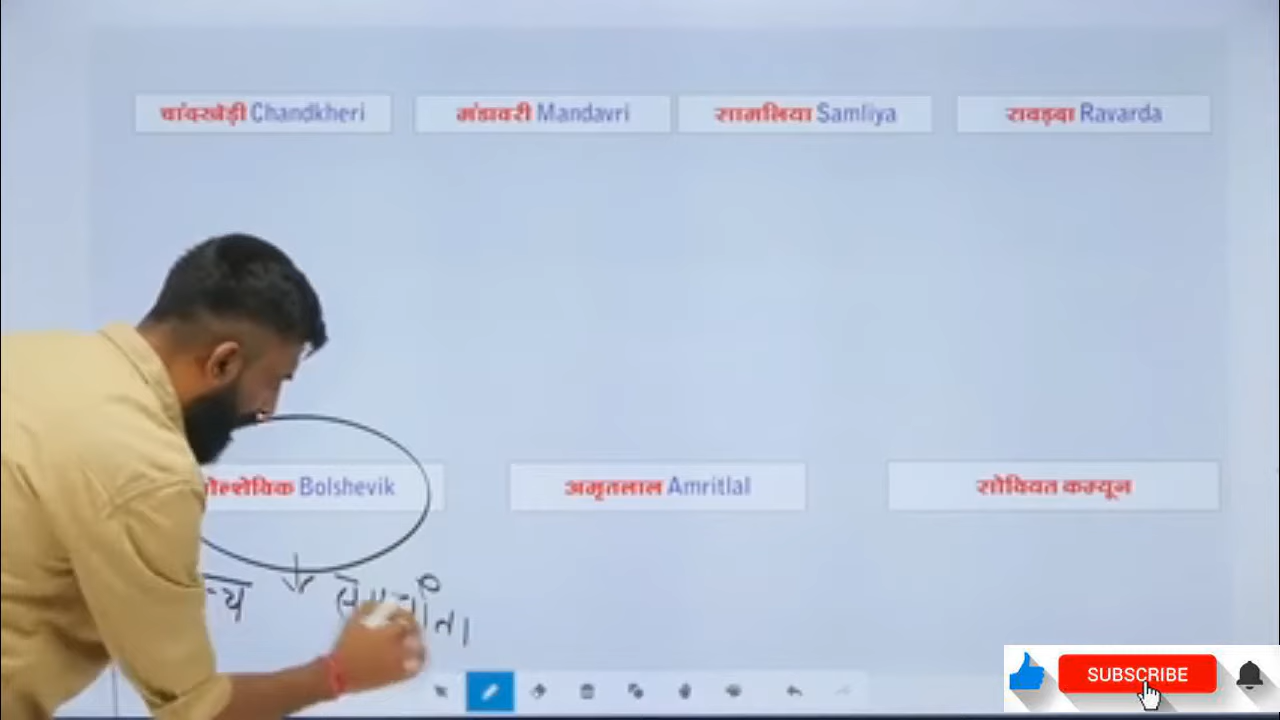 चांदखेड़ी Chandkheri
मंडावरी Mandavri
सामलिया Samliya
रावड़दा Ravarda
Bolshevik
अमृतलाल Amritlal
सोवियत कम्यून
SUBSCRIBE